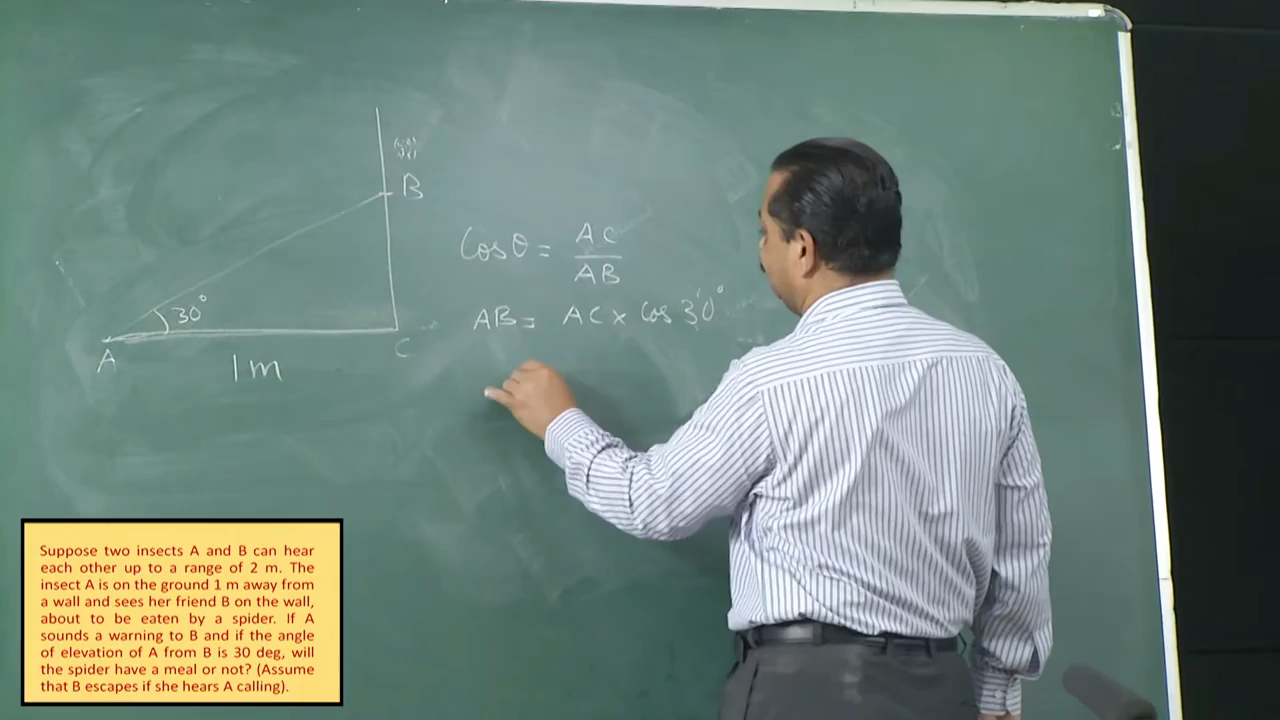 B
Cos θ = AC / AB
AB = AC × Cos 30°
30°
A
C
1m
Suppose two insects A and B can hear
each other up to a range of 2 m. The
insect A is on the ground 1 m away from
a wall and sees her friend B on the wall,
about to be eaten by a spider. If A
sounds a warning to B and if the angle
of elevation of A from B is 30 deg, will
the spider have a meal or not? (Assume
that B escapes if she hears A calling).